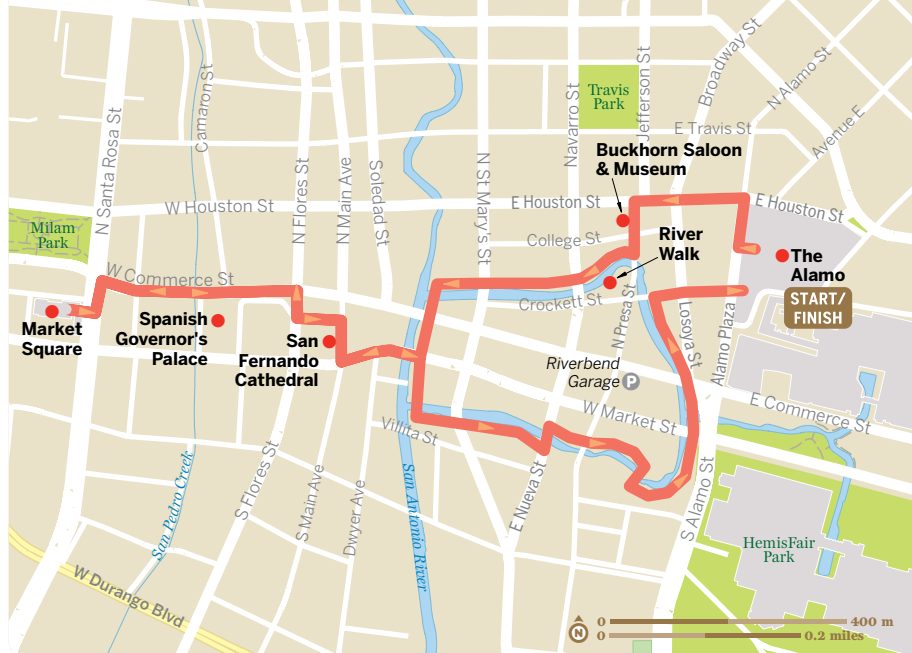 Broadway St
N Alamo St
Travis
Park
Jefferson St
Camaron St
Navarro St
E Travis St
Avenue E
N Santa Rosa St
Buckhorn Saloon
& Museum
N Flores St
N Main Ave
Soledad St
N St Mary's St
W Houston St
E Houston St
E Houston St
Milam
Park
College St
River
Walk
The
Alamo
START/
FINISH
W Commerce St
Crockett St
N Presa St
Losoya St
Alamo Plaza
Market
Square
Spanish
Governor's
Palace
San
Fernando
Cathedral
Riverbend
Garage
P
W Market St
E Commerce St
Villita St
S Flores St
S Main Ave
Dwyer Ave
San Pedro Creek
San Antonio River
E Nueva St
S Alamo St
HemisFair
Park
W Durango Blvd
N
0 400 m
0 0.2 miles